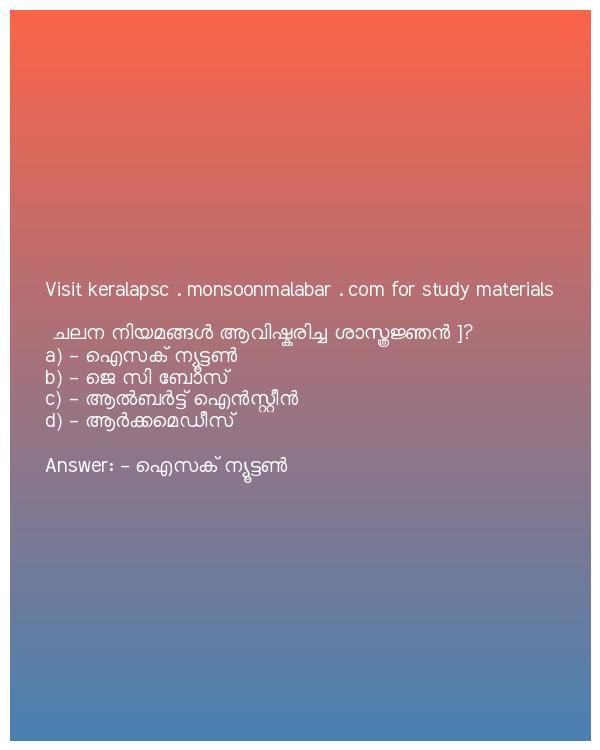 Visit keralapsc . monsoonmalabar . com for study materials
ചലന നിയമങ്ങൾ ആവിഷ്കരിച്ച ശാസ്ത്രജ്ഞൻ ]?
a) – ഐസക് ന്യൂട്ടൺ
b) – ജെ സി ബോസ്
c) – ആൽബർട്ട് ഐൻസ്റ്റീൻ
d) – ആർക്കമെഡീസ്
Answer: – ഐസക് ന്യൂട്ടൺ